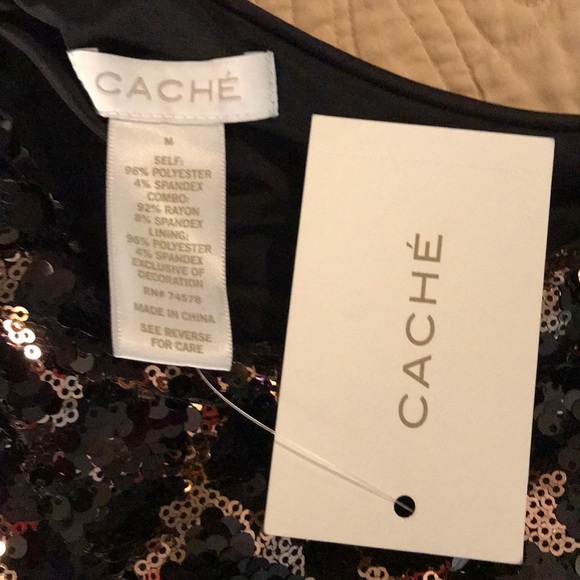 CACHÉ
M
SELF:
96% POLYESTER
4% SPANDEX
COMBO:
92% RAYON
8% SPANDEX
LINING:
96% POLYESTER
4% SPANDEX
EXCLUSIVE OF
DECORATION
RN# 74578
MADE IN CHINA
SEE REVERSE
FOR CARE
CACHÉ